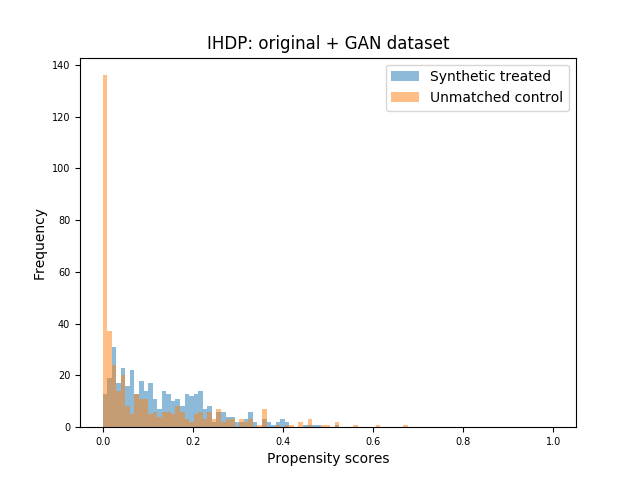 IHDP: original + GAN dataset
Synthetic treated
Unmatched control
140
120
100
80
60
40
20
0
Frequency
0.0 0.2 0.4 0.6 0.8 1.0
Propensity scores